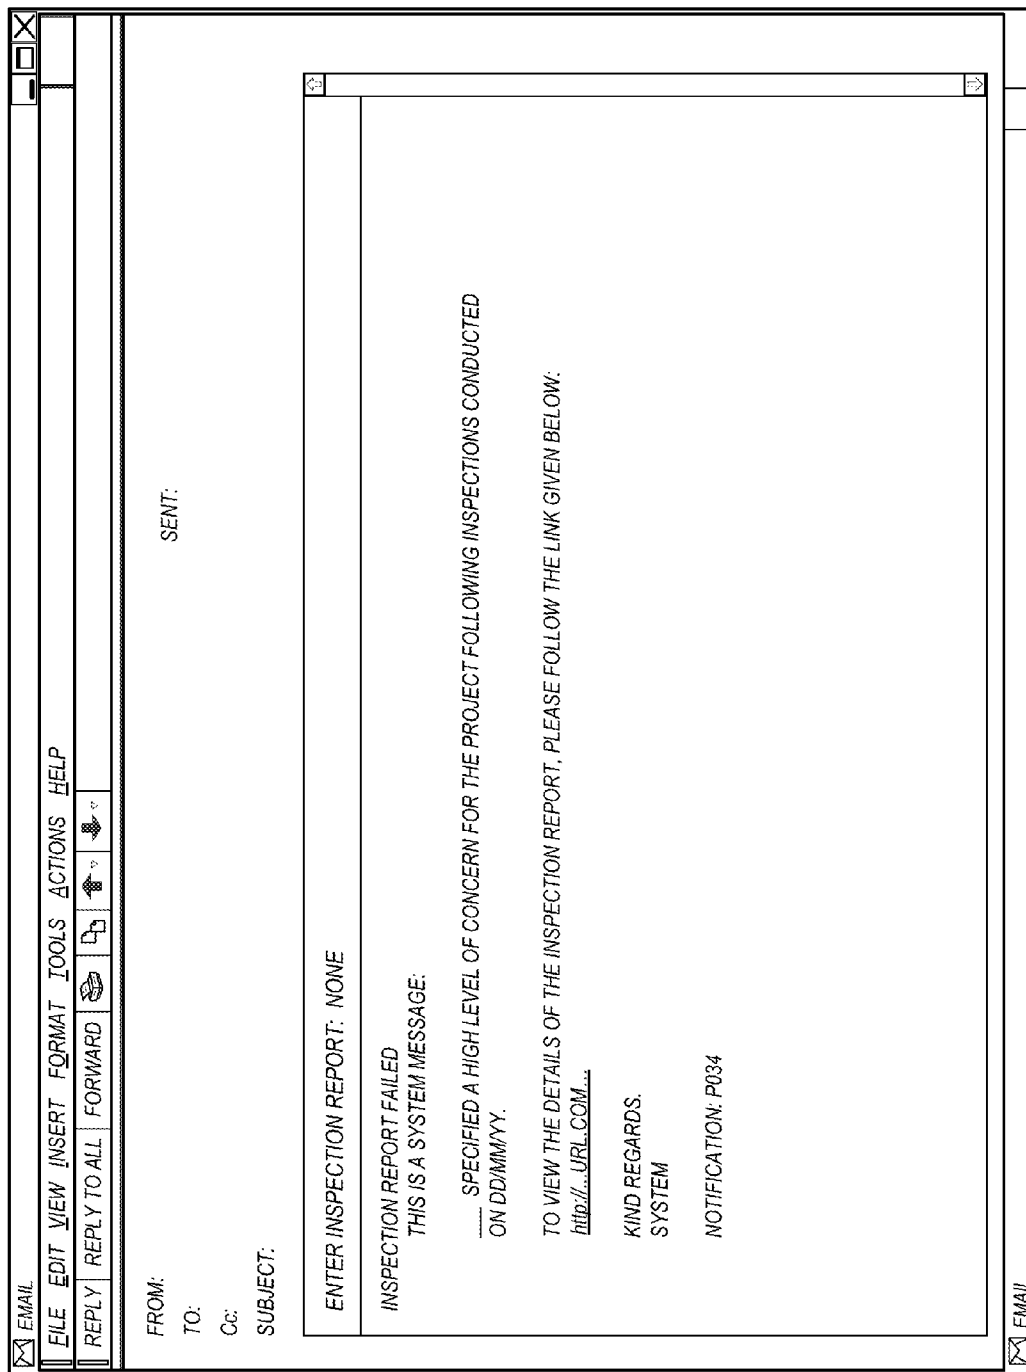 EMAIL
FILE EDIT VIEW INSERT FORMAT TOOLS ACTIONS HELP
REPLY REPLY TO ALL FORWARD
FROM:
SENT:
TO:
Cc:
SUBJECT:
ENTER INSPECTION REPORT: NONE
INSPECTION REPORT FAILED
THIS IS A SYSTEM MESSAGE:
___ SPECIFIED A HIGH LEVEL OF CONCERN FOR THE PROJECT FOLLOWING INSPECTIONS CONDUCTED
ON DD/MM/YY.
TO VIEW THE DETAILS OF THE INSPECTION REPORT, PLEASE FOLLOW THE LINK GIVEN BELOW:
http://...URL.COM...
KIND REGARDS.
SYSTEM
NOTIFICATION: P034
EMAIL